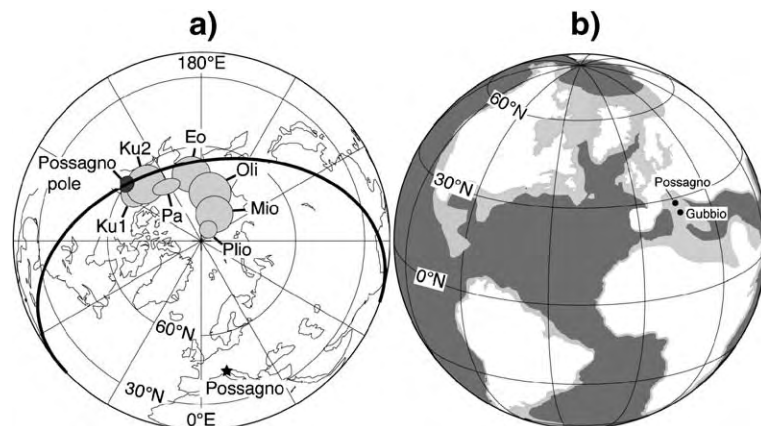 a)
b)
180°E
Ku2
Eo
Possagno
pole
Oli
Mio
Ku1
Pa
Plio
60°N
30°N
Possagno
0°E
60°N
30°N
Possagno
Gubbio
0°N